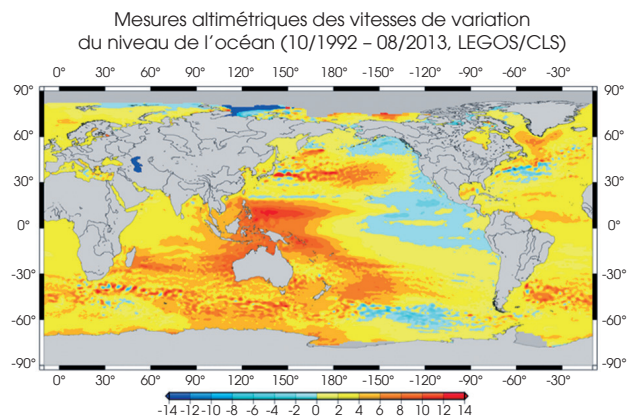 Mesures altimétriques des vitesses de variation
du niveau de l'océan (10/1992 – 08/2013, LEGOS/CLS)
0° 30° 60° 90° 120° 150° 180° -150° -120° -90° -60° -30°
90°
60°
30°
0°
-30°
-60°
-90°
90°
60°
30°
0°
-30°
-60°
-90°
0° 30° 60° 90° 120° 150° 180° -150° -120° -90° -60° -30°
-14 -12 -10 -8 -6 -4 -2 0 2 4 6 8 10 12 14